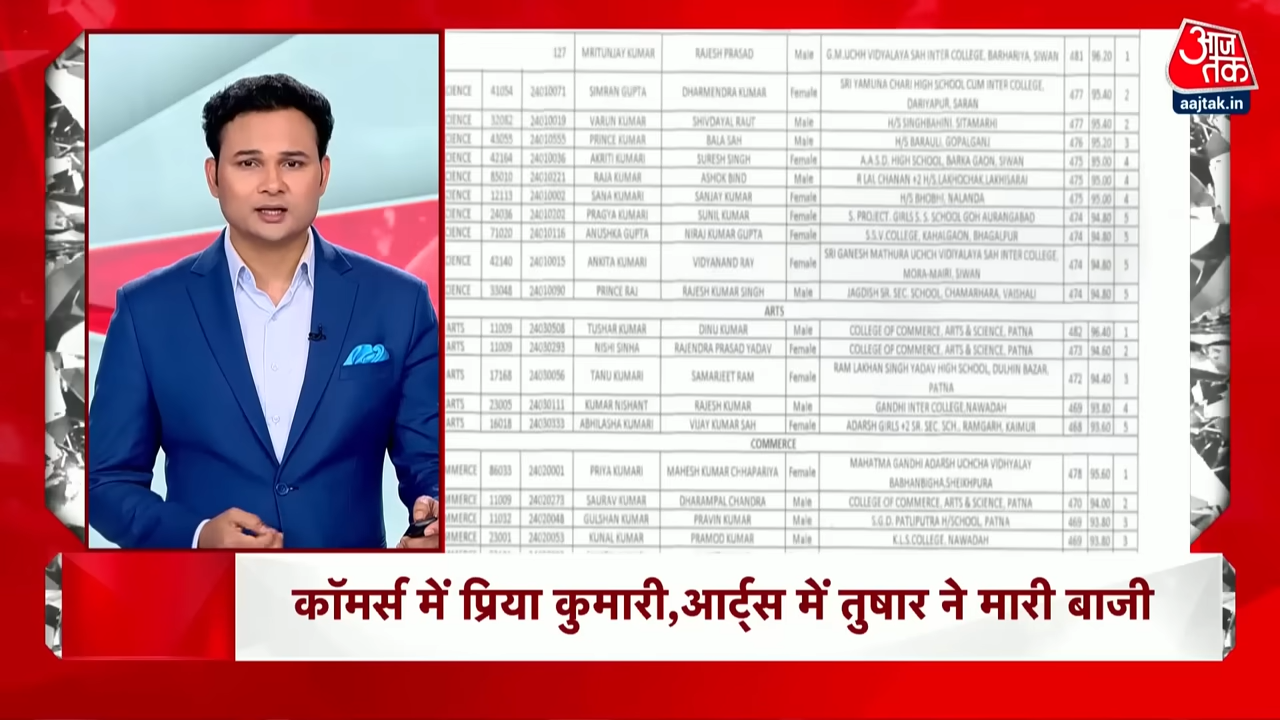 आज
तक
aajtak.in
127 MRITUNJAY KUMAR RAJESH PRASAD Male G.M.UCHH VIDYALAYA SAH INTER COLLEGE, BARHANIYA, SIWAN 481 96.20 1
CIENCE 41054 24010071 SIMRAN GUPTA DHARMENDRA KUMAR Female SRI YAMUNA CHARI HIGH SCHOOL CUM INTER COLLEGE, DARIYAPUR, SARAN 477 95.40 2
CIENCE 32082 24010019 VARUN KUMAR SHIVDAYAL RAUT Male H/S SINGHBAHINI, SITAMARHI 477 95.40 2
CIENCE 43055 24010555 PRINCE KUMAR BALA SAH Male H/S BARAULI, GOPALGANJ 476 95.20 3
CIENCE 42164 24010036 AKRITI KUMARI SURESH SINGH Female A.A.S.D. HIGH SCHOOL, BARKA GAON, SIWAN 475 95.00 4
CIENCE 85010 24010221 RAJA KUMAR ASHOK BIND Male R LAL CHANAN +2 H/S, LAKHOCHAK, LAKHISARAI 475 95.00 4
CIENCE 12113 24010002 SANA KUMARI SANJAY KUMAR Female H/S BHOBHI, NALANDA 475 95.00 4
CIENCE 24036 24010202 PRAGYA KUMARI SUNIL KUMAR Female S. PROJECT. GIRLS S. S. SCHOOL GOH AURANGABAD 474 94.80 5
CIENCE 71020 24010116 ANUSHKA GUPTA NIRAJ KUMAR GUPTA Female S.S.V.COLLEGE, KAHALGAON, BHAGALPUR 474 94.80 5
CIENCE 42140 24010015 ANKITA KUMARI VIDYANAND RAY Female SRI GANESH MATHURA UCHCH VIDYALAYA SAH INTER COLLEGE, MORA-MAIRI, SIWAN 474 94.80 5
CIENCE 33048 24010090 PRINCE RAJ RAJESH KUMAR SINGH Male JAGDISH SR. SEC. SCHOOL, CHAMARHARA, VAISHALI 474 94.80 5
ARTS
ARTS 11009 24030508 TUSHAR KUMAR DINU KUMAR Male COLLEGE OF COMMERCE, ARTS & SCIENCE, PATNA 482 96.40 1
ARTS 11009 24030293 NISHI SINHA RAJENDRA PRASAD YADAV Female COLLEGE OF COMMERCE, ARTS & SCIENCE, PATNA 473 94.60 2
ARTS 17168 24030056 TANU KUMARI SAMARJEET RAM Female RAM LAKHAN SINGH YADAV HIGH SCHOOL, DULHIN BAZAR, PATNA 472 94.40 3
ARTS 23005 24030111 KUMAR NISHANT RAJESH KUMAR Male GANDHI INTER COLLEGE,NAWADAH 469 93.80 4
ARTS 16018 24030333 ABHILASHA KUMARI VIJAY KUMAR SAH Female ADARSH GIRLS +2 SR. SEC. SCH., RAMGARH, KAIMUR 468 93.60 5
COMMERCE
MMERCE 86033 24020001 PRIYA KUMARI MAHESH KUMAR CHHAPARIYA Female MAHATMA GANDHI ADARSH UCHCHA VIDHYALAY BABHANBIGHA,SHEIKHPURA 478 95.60 1
MMERCE 11009 24020273 SAURAV KUMAR DHARAMPAL CHANDRA Male COLLEGE OF COMMERCE, ARTS & SCIENCE, PATNA 470 94.00 2
MMERCE 11032 24020048 GULSHAN KUMAR PRAVIN KUMAR Male S.G.D. PATLIPUTRA H/SCHOOL, PATNA 469 93.80 3
MMERCE 23001 24020053 KUNAL KUMAR PRAMOD KUMAR Male K.L.S.COLLEGE, NAWADAH 469 93.80 3
कॉमर्स में प्रिया कुमारी,आर्ट्स में तुषार ने मारी बाजी